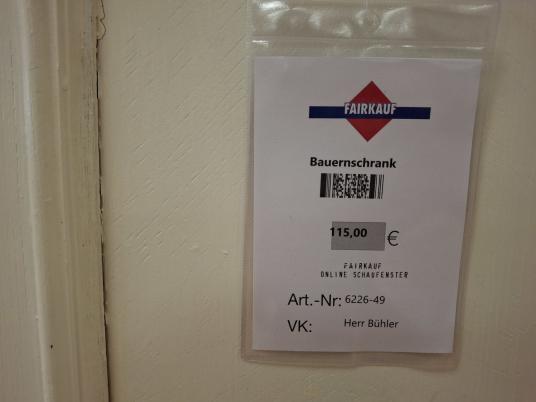 FAIRKAUF
Bauernschrank
115,00 €
FAIRKAUF
ONLINE SCHAUFENSTER
Art.-Nr: 6226-49
VK: Herr Bühler